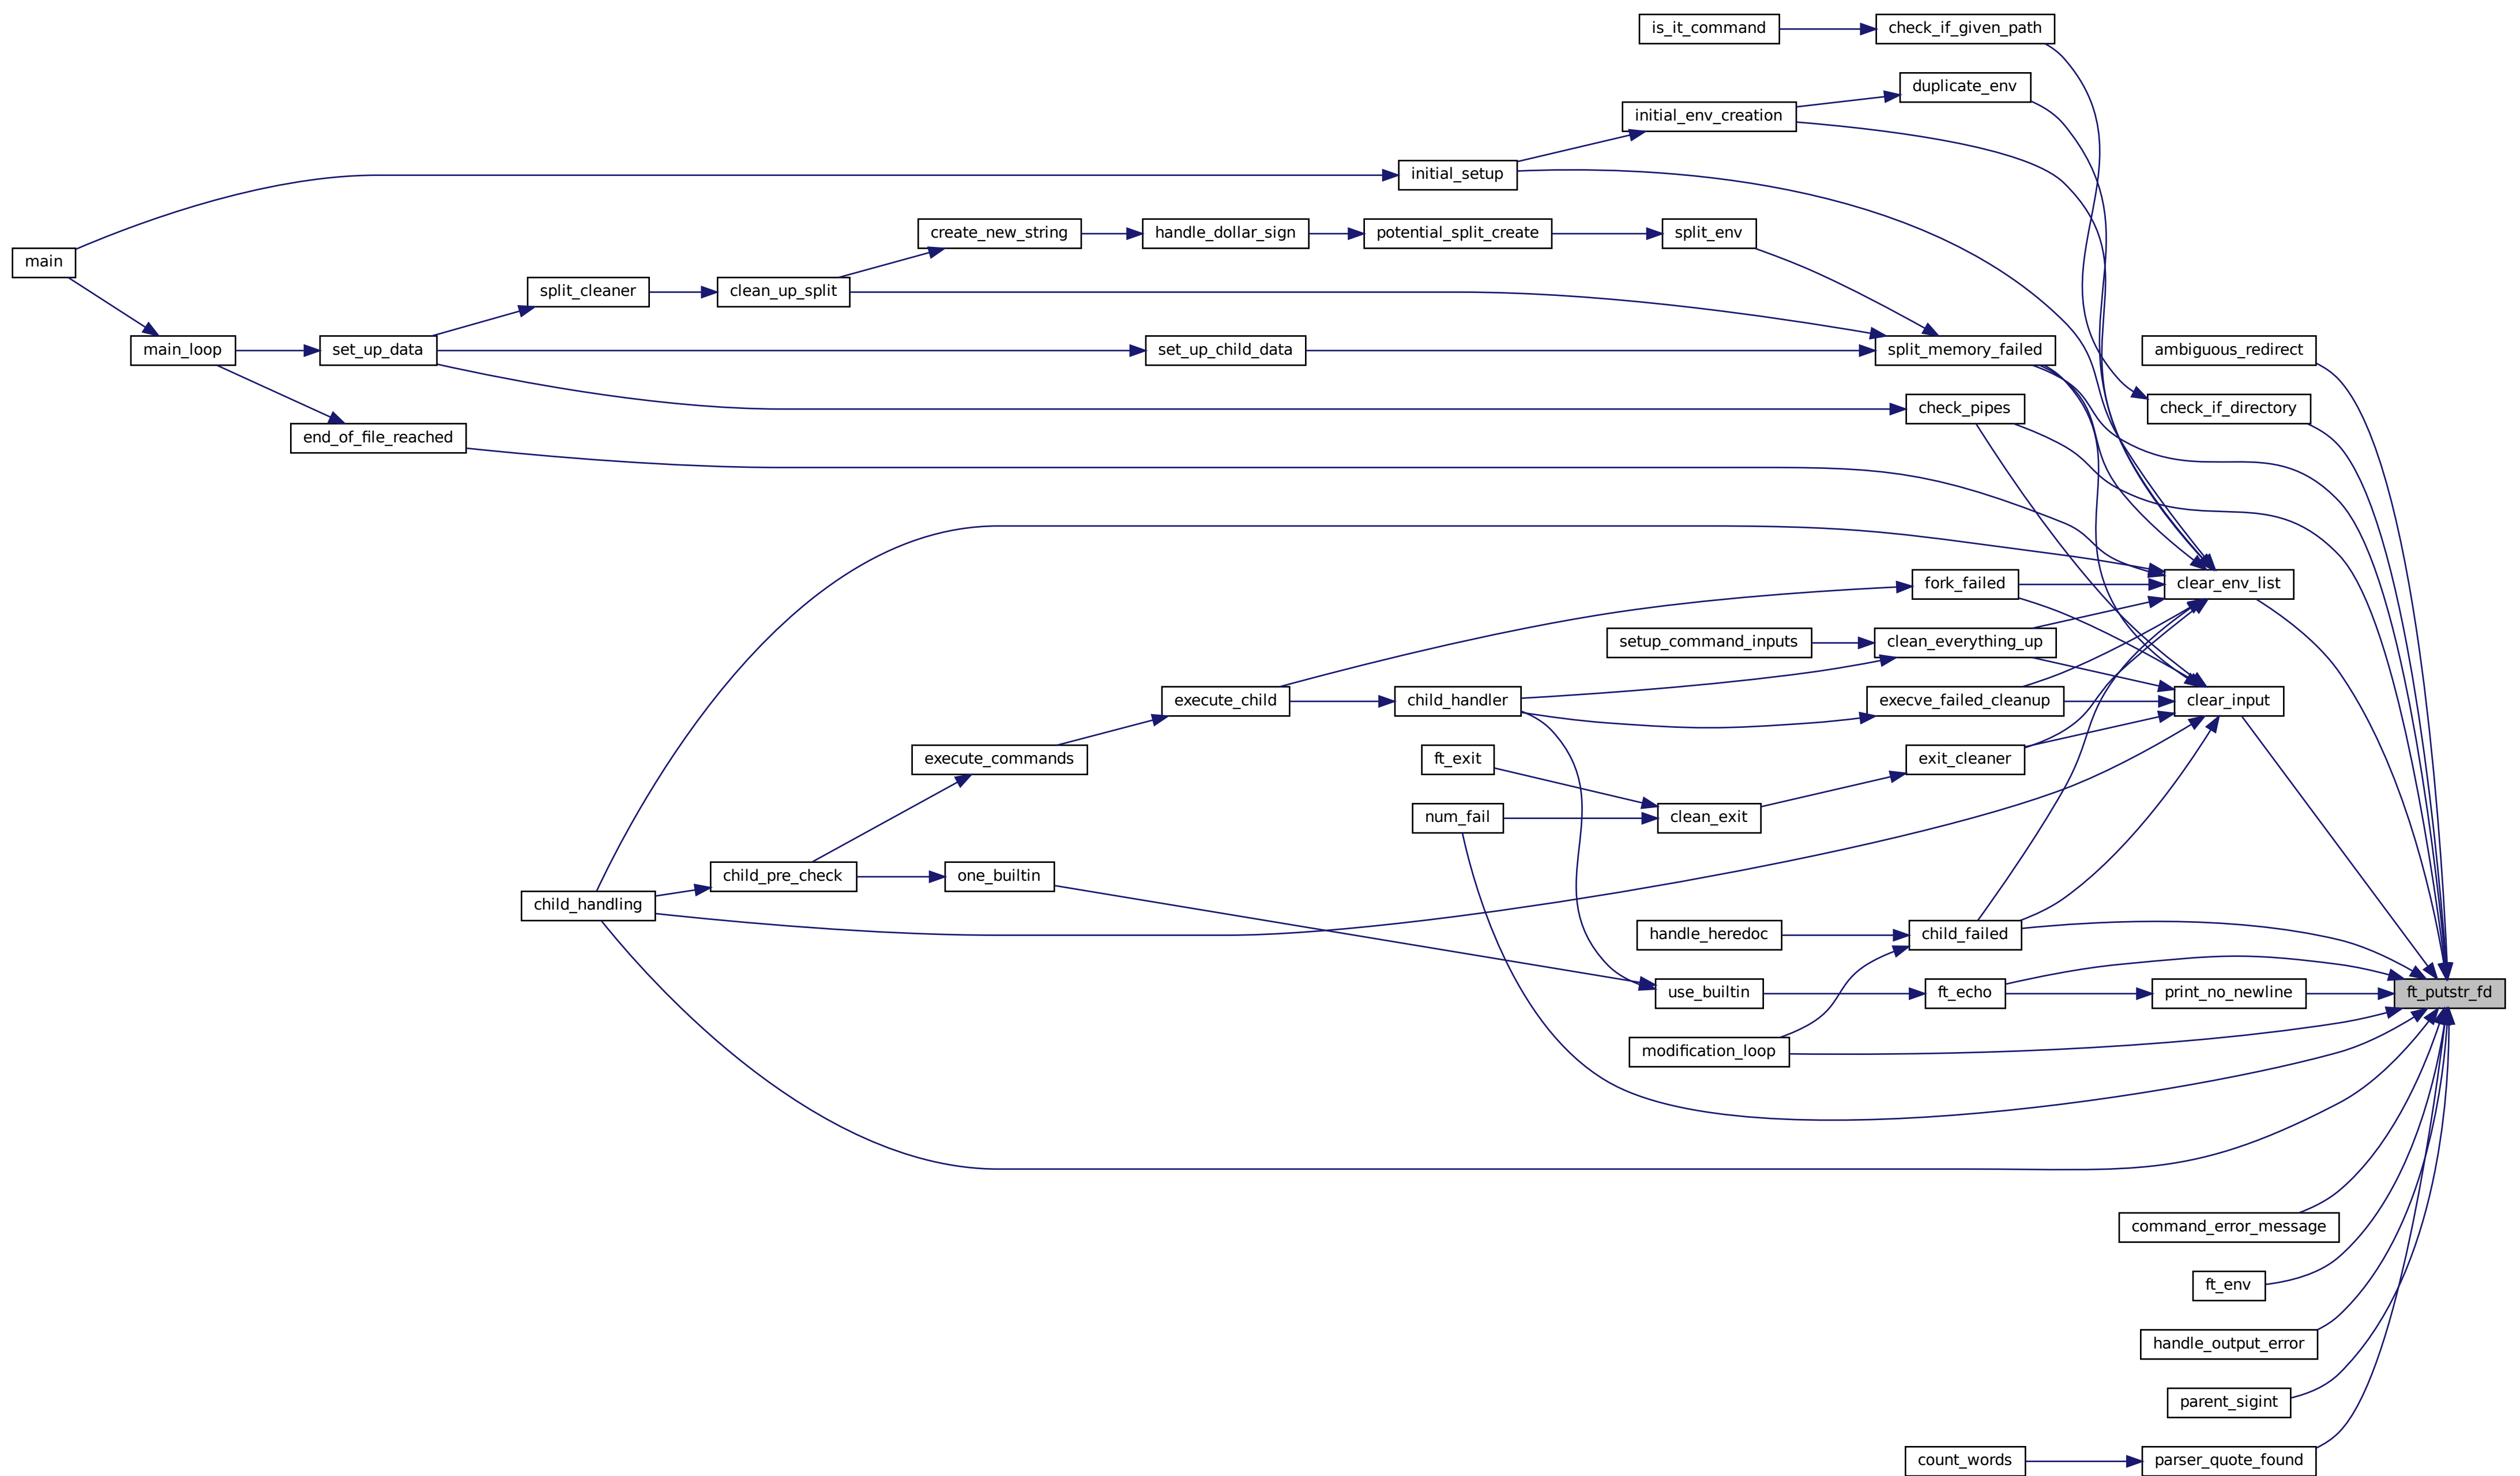 is_it_command
check_if_given_path
duplicate_env
initial_env_creation
initial_setup
create_new_string
handle_dollar_sign
potential_split_create
split_env
main
split_cleaner
clean_up_split
main_loop
set_up_data
set_up_child_data
split_memory_failed
ambiguous_redirect
check_pipes
check_if_directory
end_of_file_reached
fork_failed
clear_env_list
setup_command_inputs
clean_everything_up
execute_child
child_handler
execve_failed_cleanup
clear_input
execute_commands
ft_exit
exit_cleaner
num_fail
clean_exit
child_pre_check
one_builtin
child_handling
handle_heredoc
child_failed
use_builtin
ft_echo
print_no_newline
ft_putstr_fd
modification_loop
command_error_message
ft_env
handle_output_error
parent_sigint
count_words
parser_quote_found